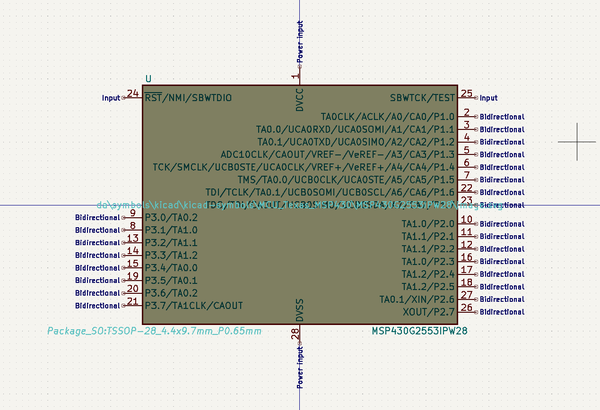 Power input
1
U
DVCC
Input 24 RST/NMI/SBWTDIO SBWTCK/TEST 25 Input
TA0CLK/ACLK/A0/CA0/P1.0 2 Bidirectional
TA0.0/UCA0RXD/UCA0SOMI/A1/CA1/P1.1 3 Bidirectional
TA0.1/UCA0TXD/UCA0SIMO/A2/CA2/P1.2 4 Bidirectional
ADC10CLK/CAOUT/VREF-/VeREF-/A3/CA3/P1.3 5 Bidirectional
TCK/SMCLK/UCB0STE/UCA0CLK/VREF+/VeREF+/A4/CA4/P1.4 6 Bidirectional
TMS/TA0.0/UCB0CLK/UCA0STE/A5/CA5/P1.5 7 Bidirectional
TDI/TCLK/TA0.1/UCB0SOMI/UCB0SCL/A6/CA6/P1.6 22 Bidirectional
23 Bidirectional
Bidirectional 9 P3.0/TA0.2 TA1.0/P2.0 10 Bidirectional
Bidirectional 8 P3.1/TA1.0 TA1.1/P2.1 11 Bidirectional
Bidirectional 13 P3.2/TA1.1 TA1.1/P2.2 12 Bidirectional
Bidirectional 14 P3.3/TA1.2 TA1.0/P2.3 16 Bidirectional
Bidirectional 15 P3.4/TA0.0 TA1.2/P2.4 17 Bidirectional
Bidirectional 19 P3.5/TA0.1 TA1.2/P2.5 18 Bidirectional
Bidirectional 20 P3.6/TA0.2 TA0.1/XIN/P2.6 27 Bidirectional
Bidirectional 21 P3.7/TA1CLK/CAOUT XOUT/P2.7 26 Bidirectional
DVSS
Package_SO:TSSOP-28_4.4x9.7mm_P0.65mm 28 MSP430G2553IPW28
Power input